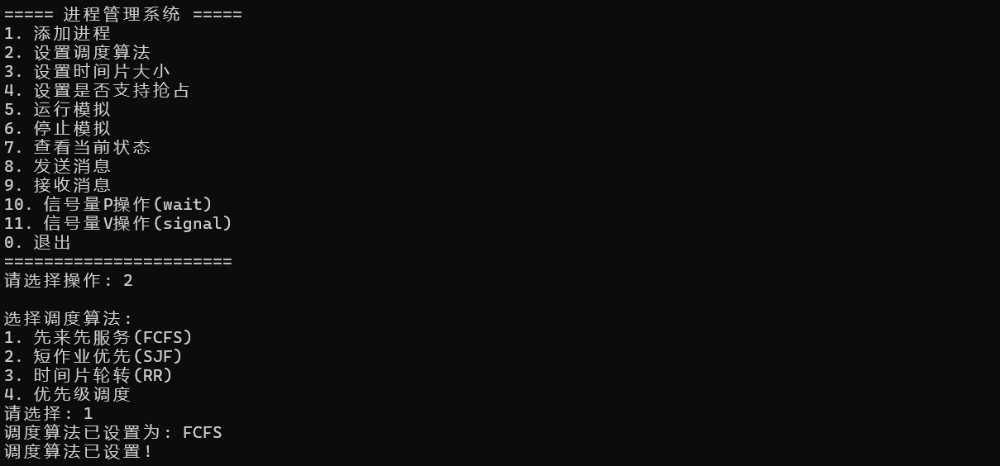 ===== 进程管理系统 =====
1. 添加进程
2. 设置调度算法
3. 设置时间片大小
4. 设置是否支持抢占
5. 运行模拟
6. 停止模拟
7. 查看当前状态
8. 发送消息
9. 接收消息
10. 信号量P操作(wait)
11. 信号量V操作(signal)
0. 退出
=======================
请选择操作: 2
选择调度算法:
1. 先来先服务(FCFS)
2. 短作业优先(SJF)
3. 时间片轮转(RR)
4. 优先级调度
请选择: 1
调度算法已设置为: FCFS
调度算法已设置!